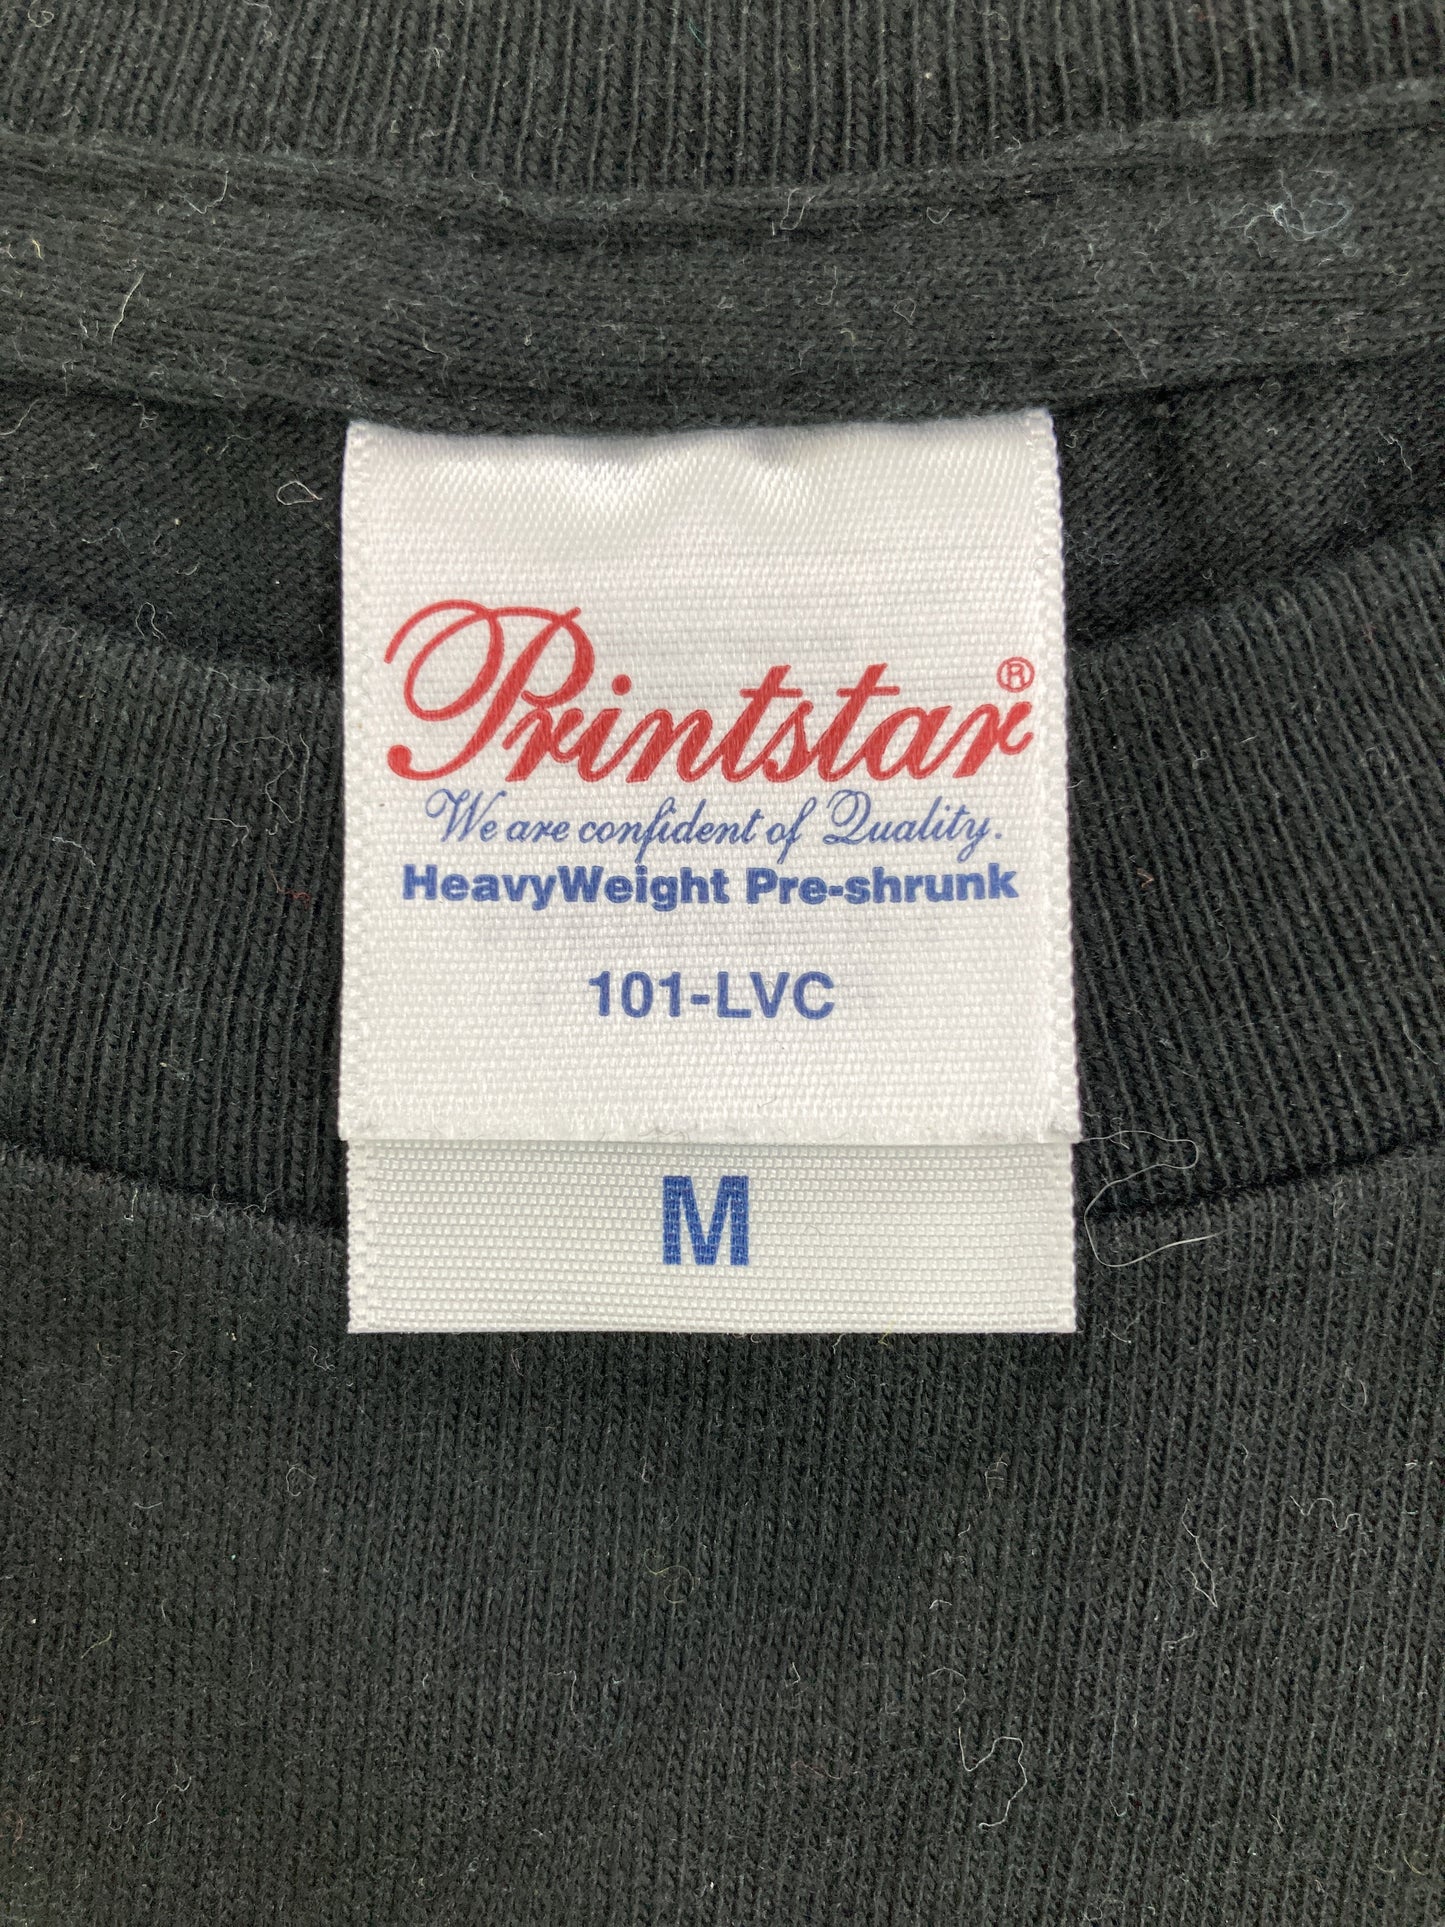 Printstar®
We are confident of Quality.
HeavyWeight Pre-shrunk
101-LVC
M